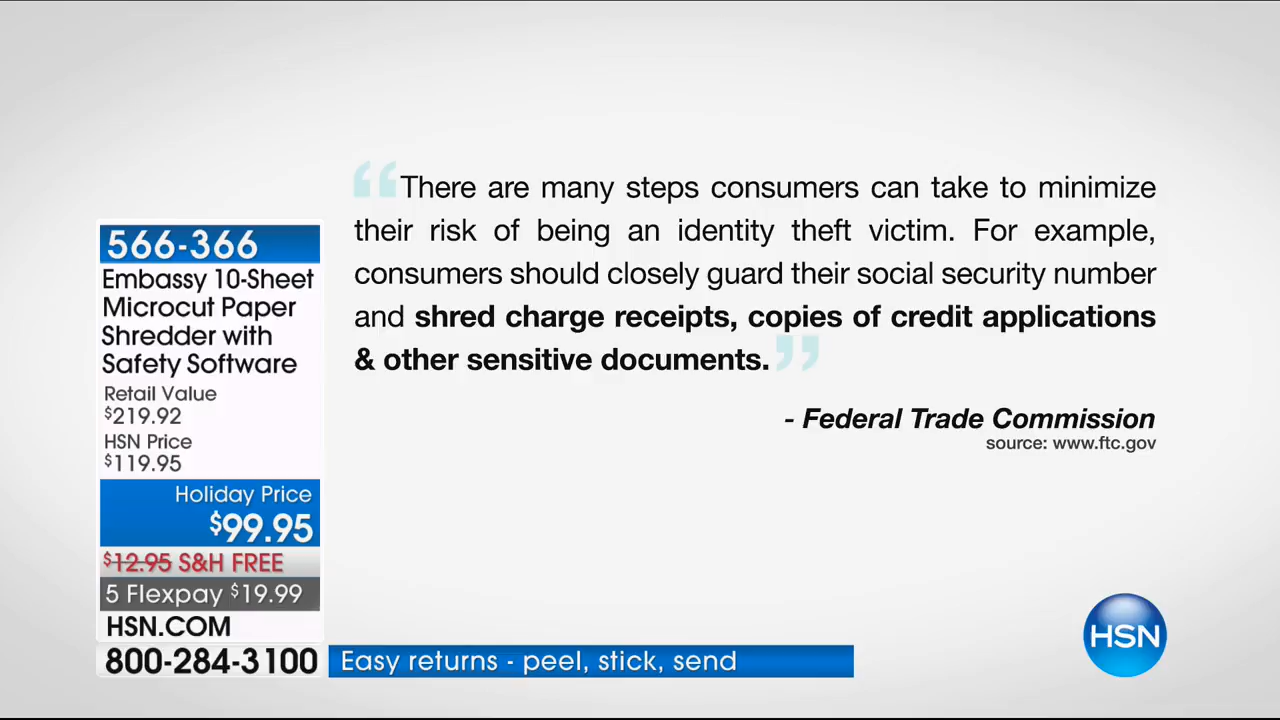 566-366
Embassy 10-Sheet
Microcut Paper
Shredder with
Safety Software
Retail Value
$219.92
HSN Price
$119.95
Holiday Price
$99.95
$12.95 S&H FREE
5 Flexpay $19.99
HSN.COM
800-284-3100
“There are many steps consumers can take to minimize
their risk of being an identity theft victim. For example,
consumers should closely guard their social security number
and shred charge receipts, copies of credit applications
& other sensitive documents.”
- Federal Trade Commission
source: www.ftc.gov
Easy returns - peel, stick, send
HSN